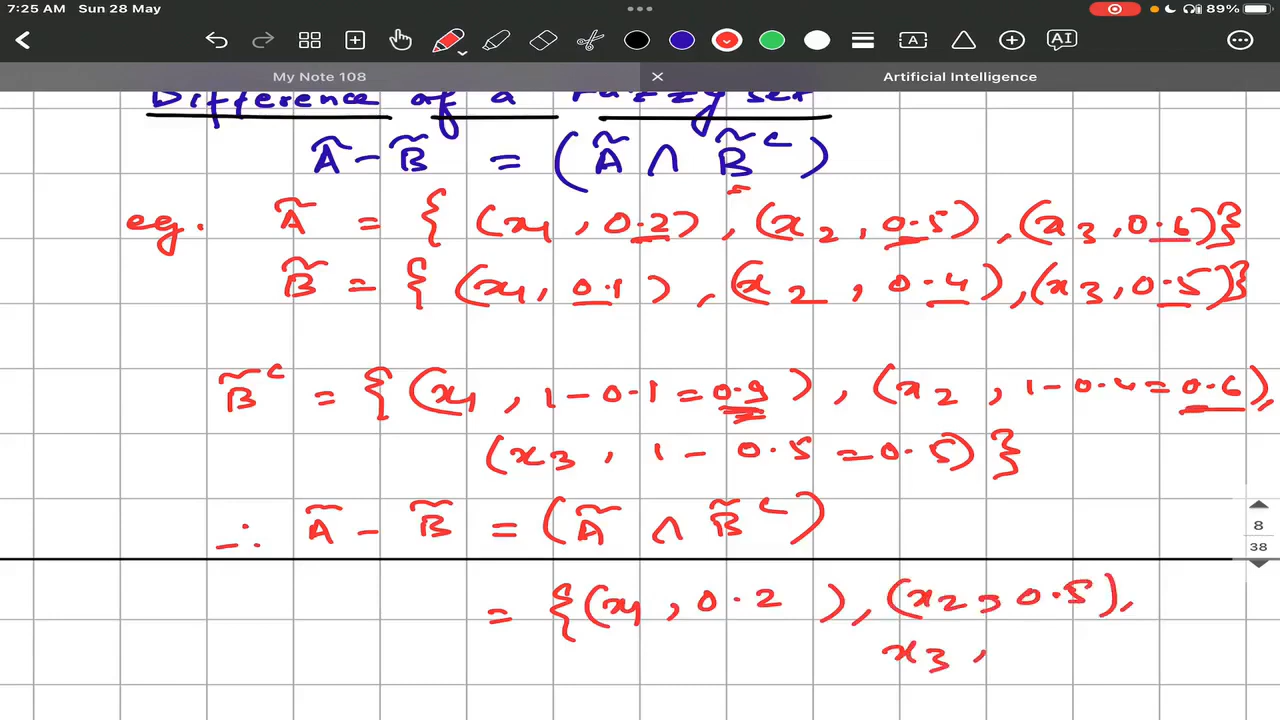 7:25 AM Sun 28 May 89%
A AI
My Note 108 Artificial Intelligence
Difference of a Fuzzy set
Ã - B̃ = (Ã ∩ B̃ᶜ)
eg. Ã = { (x1, 0.2), (x2, 0.5), (x3, 0.6)}
B̃ = { (x1, 0.1), (x2, 0.4), (x3, 0.5)}
B̃ᶜ = { (x1, 1-0.1=0.9), (x2, 1-0.4=0.6),
(x3, 1-0.5=0.5)}
∴ Ã - B̃ = (Ã ∩ B̃ᶜ)
8
38
= {(x1, 0.2), (x2, 0.5),
x3,